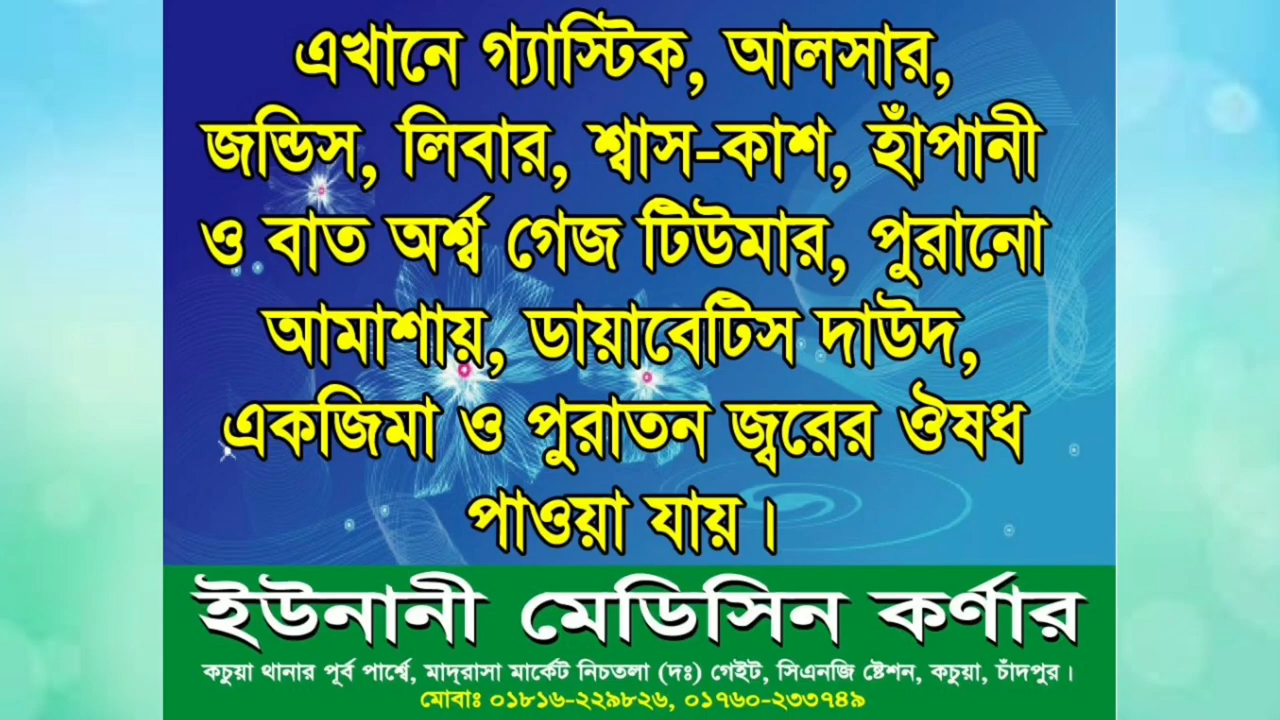 এখানে গ্যাস্টিক, আলসার,
জন্ডিস, লিবার, শ্বাস-কাশ, হাঁপানী
ও বাত অর্শ্ব গেজ টিউমার, পুরানো
আমাশায়, ডায়াবেটিস দাউদ,
একজিমা ও পুরাতন জ্বরের ঔষধ
পাওয়া যায়।
ইউনানী মেডিসিন কর্ণার
কচুয়া থানার পূর্ব পার্শ্বে, মাদ্রাসা মার্কেট নিচতলা (দঃ) গেইট, সিএনজি ষ্টেশন, কচুয়া, চাঁদপুর।
মোবাঃ ০১৮১৬-২২৯৮২৬, ০১৭৬০-২৩৩৭৪৯